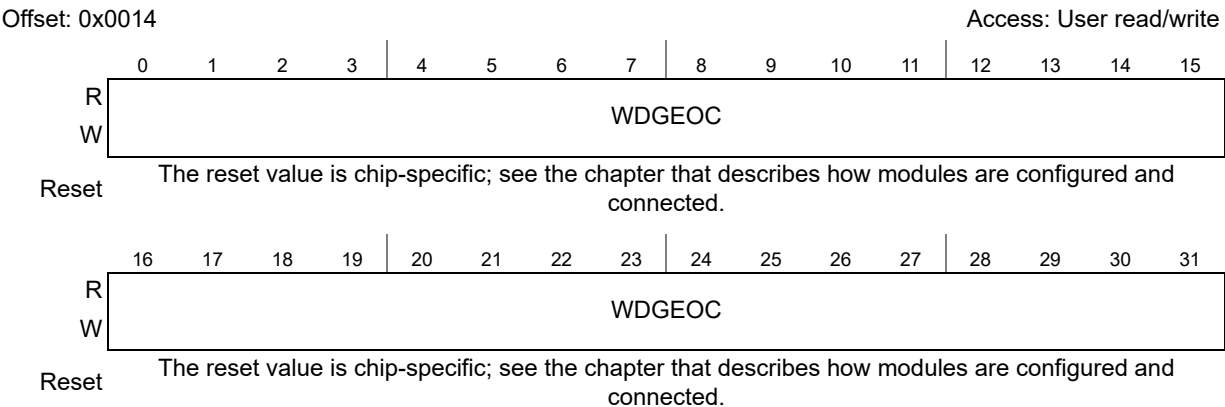 Offset: 0x0014 Access: User read/write
0 1 2 3 4 5 6 7 8 9 10 11 12 13 14 15
R
WDGEOC
W
Reset The reset value is chip-specific; see the chapter that describes how modules are configured and
connected.
16 17 18 19 20 21 22 23 24 25 26 27 28 29 30 31
R
WDGEOC
W
Reset The reset value is chip-specific; see the chapter that describes how modules are configured and
connected.